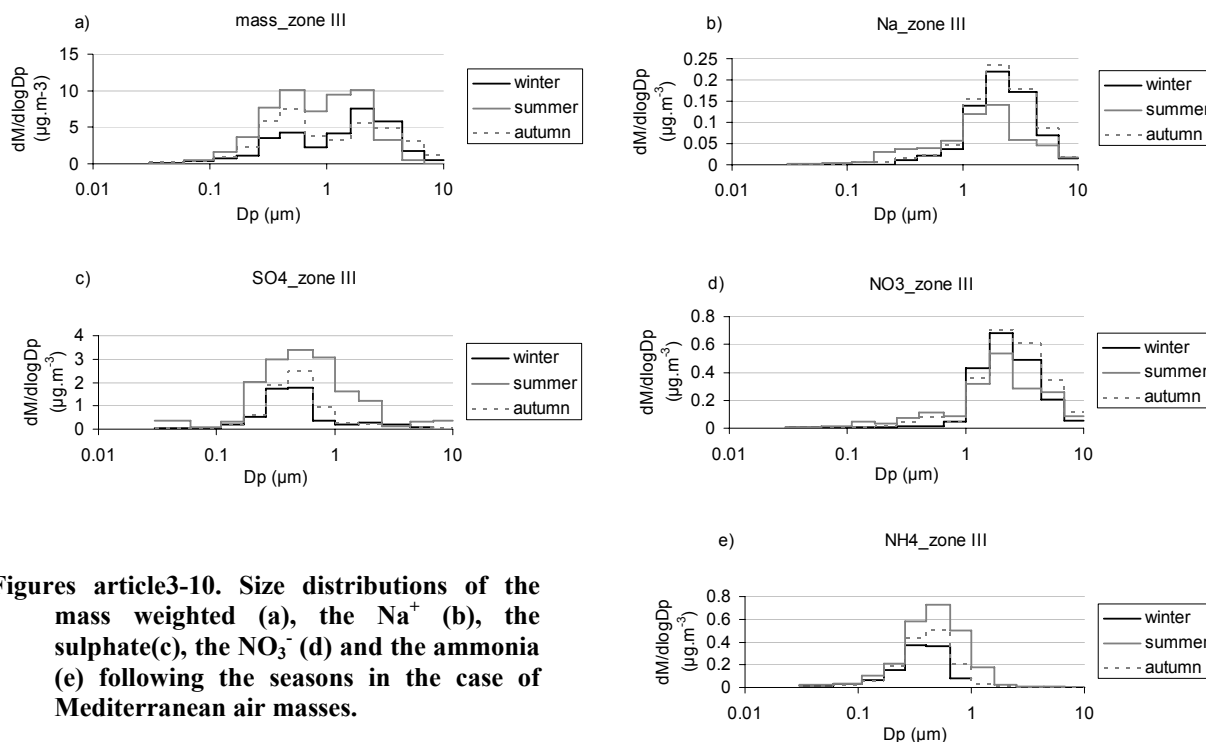 a)
mass_zone III
15
10
5
0
dM/dlogDp
(µg.m-3)
0.01 0.1 1 10
Dp (µm)
winter
summer
autumn
b)
Na_zone III
0.25
0.2
0.15
0.1
0.05
0
dM/dlogDp
(µg.m⁻³)
0.01 0.1 1 10
Dp (µm)
winter
summer
autumn
c)
SO4_zone III
4
3
2
1
0
dM/dlogDp
(µg.m⁻³)
0.01 0.1 1 10
Dp (µm)
winter
summer
autumn
d)
NO3_zone III
0.8
0.6
0.4
0.2
0
dM/dlogDp
(µg.m⁻³)
0.01 0.1 1 10
Dp (µm)
winter
summer
autumn
e)
NH4_zone III
0.8
0.6
0.4
0.2
0
dM/dlogDp
(µg.m⁻³)
0.01 0.1 1 10
Dp (µm)
winter
summer
autumn
Figures article3-10. Size distributions of the
mass weighted (a), the Na⁺ (b), the
sulphate(c), the NO₃⁻ (d) and the ammonia
(e) following the seasons in the case of
Mediterranean air masses.